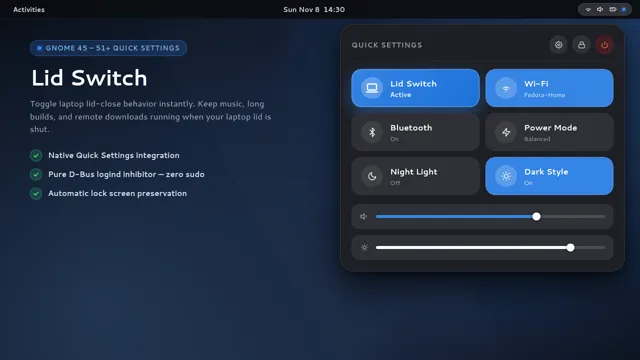 Activities
Sun Nov 8 14:30
GNOME 45 – 51+ QUICK SETTINGS
Lid Switch
Toggle laptop lid-close behavior instantly. Keep music, long
builds, and remote downloads running when your laptop lid is
shut.
Native Quick Settings Integration
Pure D-Bus logind inhibitor — zero sudo
Automatic lock screen preservation
QUICK SETTINGS
Lid Switch
Active
Wi-Fi
Fedora-Home
Bluetooth
On
Power Mode
Balanced
Night Light
Off
Dark Style
On